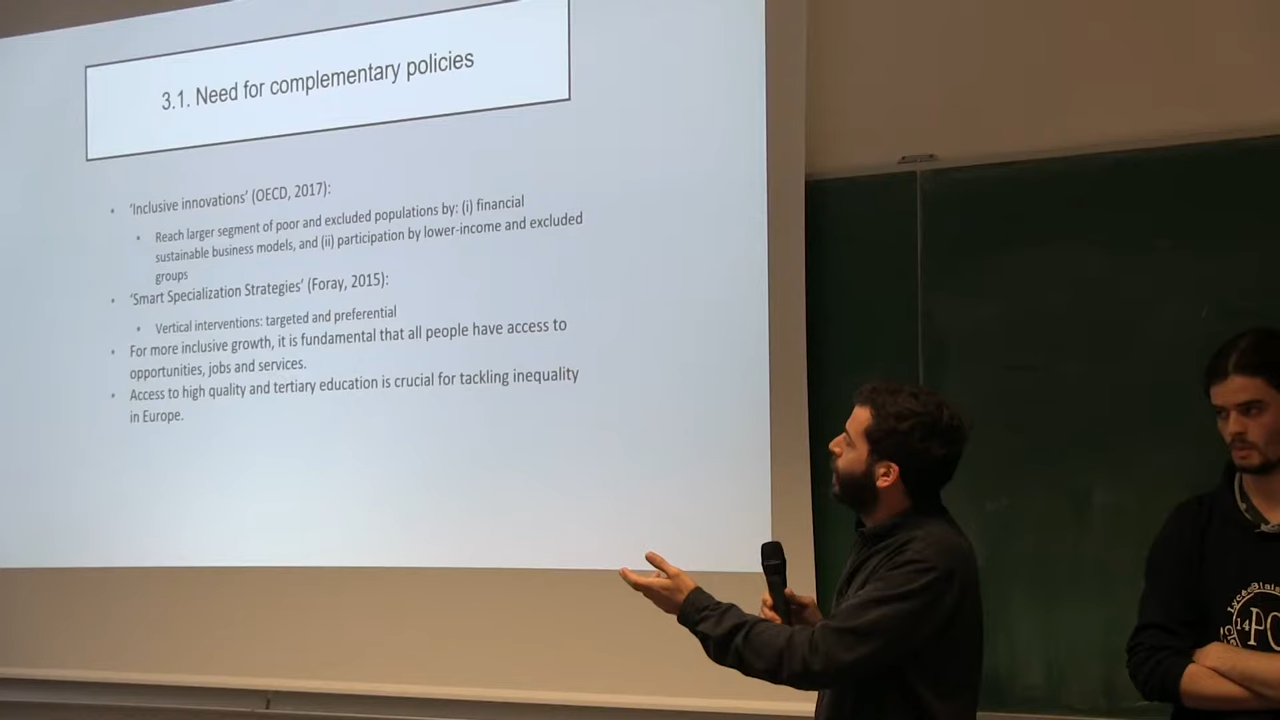 3.1. Need for complementary policies
• 'Inclusive innovations' (OECD, 2017):
• Reach larger segment of poor and excluded populations by: (i) financial
sustainable business models, and (ii) participation by lower-income and excluded
groups
• 'Smart Specialization Strategies' (Foray, 2015):
• Vertical interventions: targeted and preferential
• For more inclusive growth, it is fundamental that all people have access to
opportunities, jobs and services.
• Access to high quality and tertiary education is crucial for tackling inequality
in Europe.
14